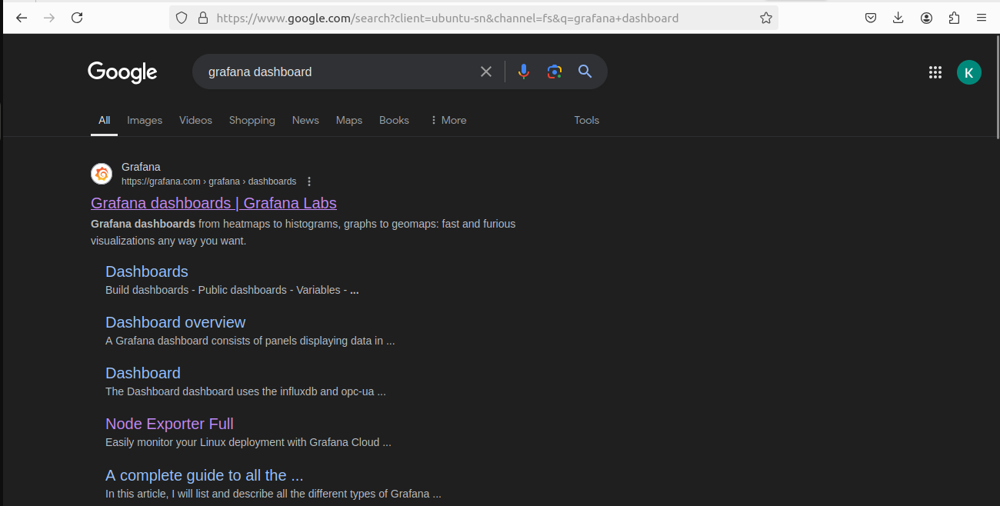 https://www.google.com/search?client=ubuntu-sn&channel=fs&q=grafana+dashboard
Google
grafana dashboard
K
All Images Videos Shopping News Maps Books More Tools
Grafana
https://grafana.com › grafana › dashboards
Grafana dashboards | Grafana Labs
Grafana dashboards from heatmaps to histograms, graphs to geomaps: fast and furious
visualizations any way you want.
Dashboards
Build dashboards - Public dashboards - Variables - ...
Dashboard overview
A Grafana dashboard consists of panels displaying data in ...
Dashboard
The Dashboard dashboard uses the influxdb and opc-ua ...
Node Exporter Full
Easily monitor your Linux deployment with Grafana Cloud ...
A complete guide to all the ...
In this article, I will list and describe all the different types of Grafana ...